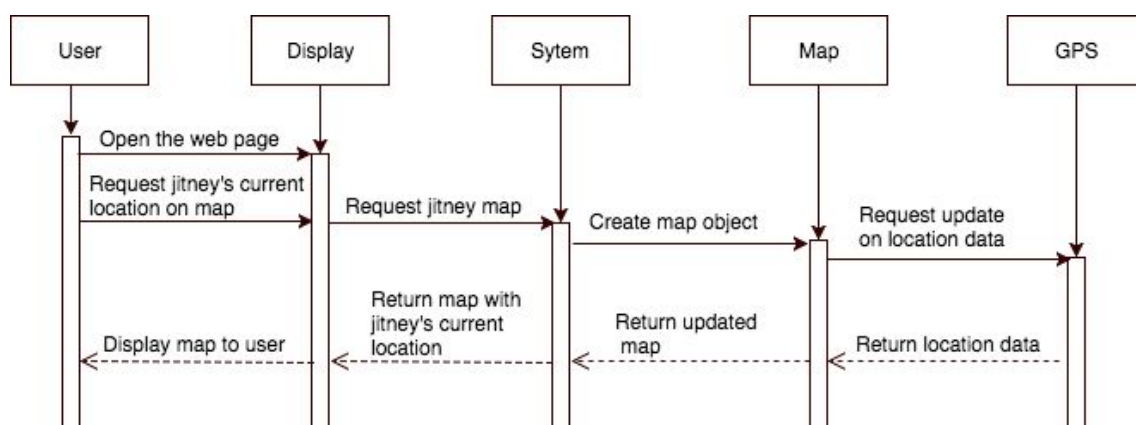 User
Display
Sytem
Map
GPS
Open the web page
Request jitney's current
location on map
Request jitney map
Create map object
Request update
on location data
Return map with
jitney's current
location
Display map to user
Return updated
map
Return location data